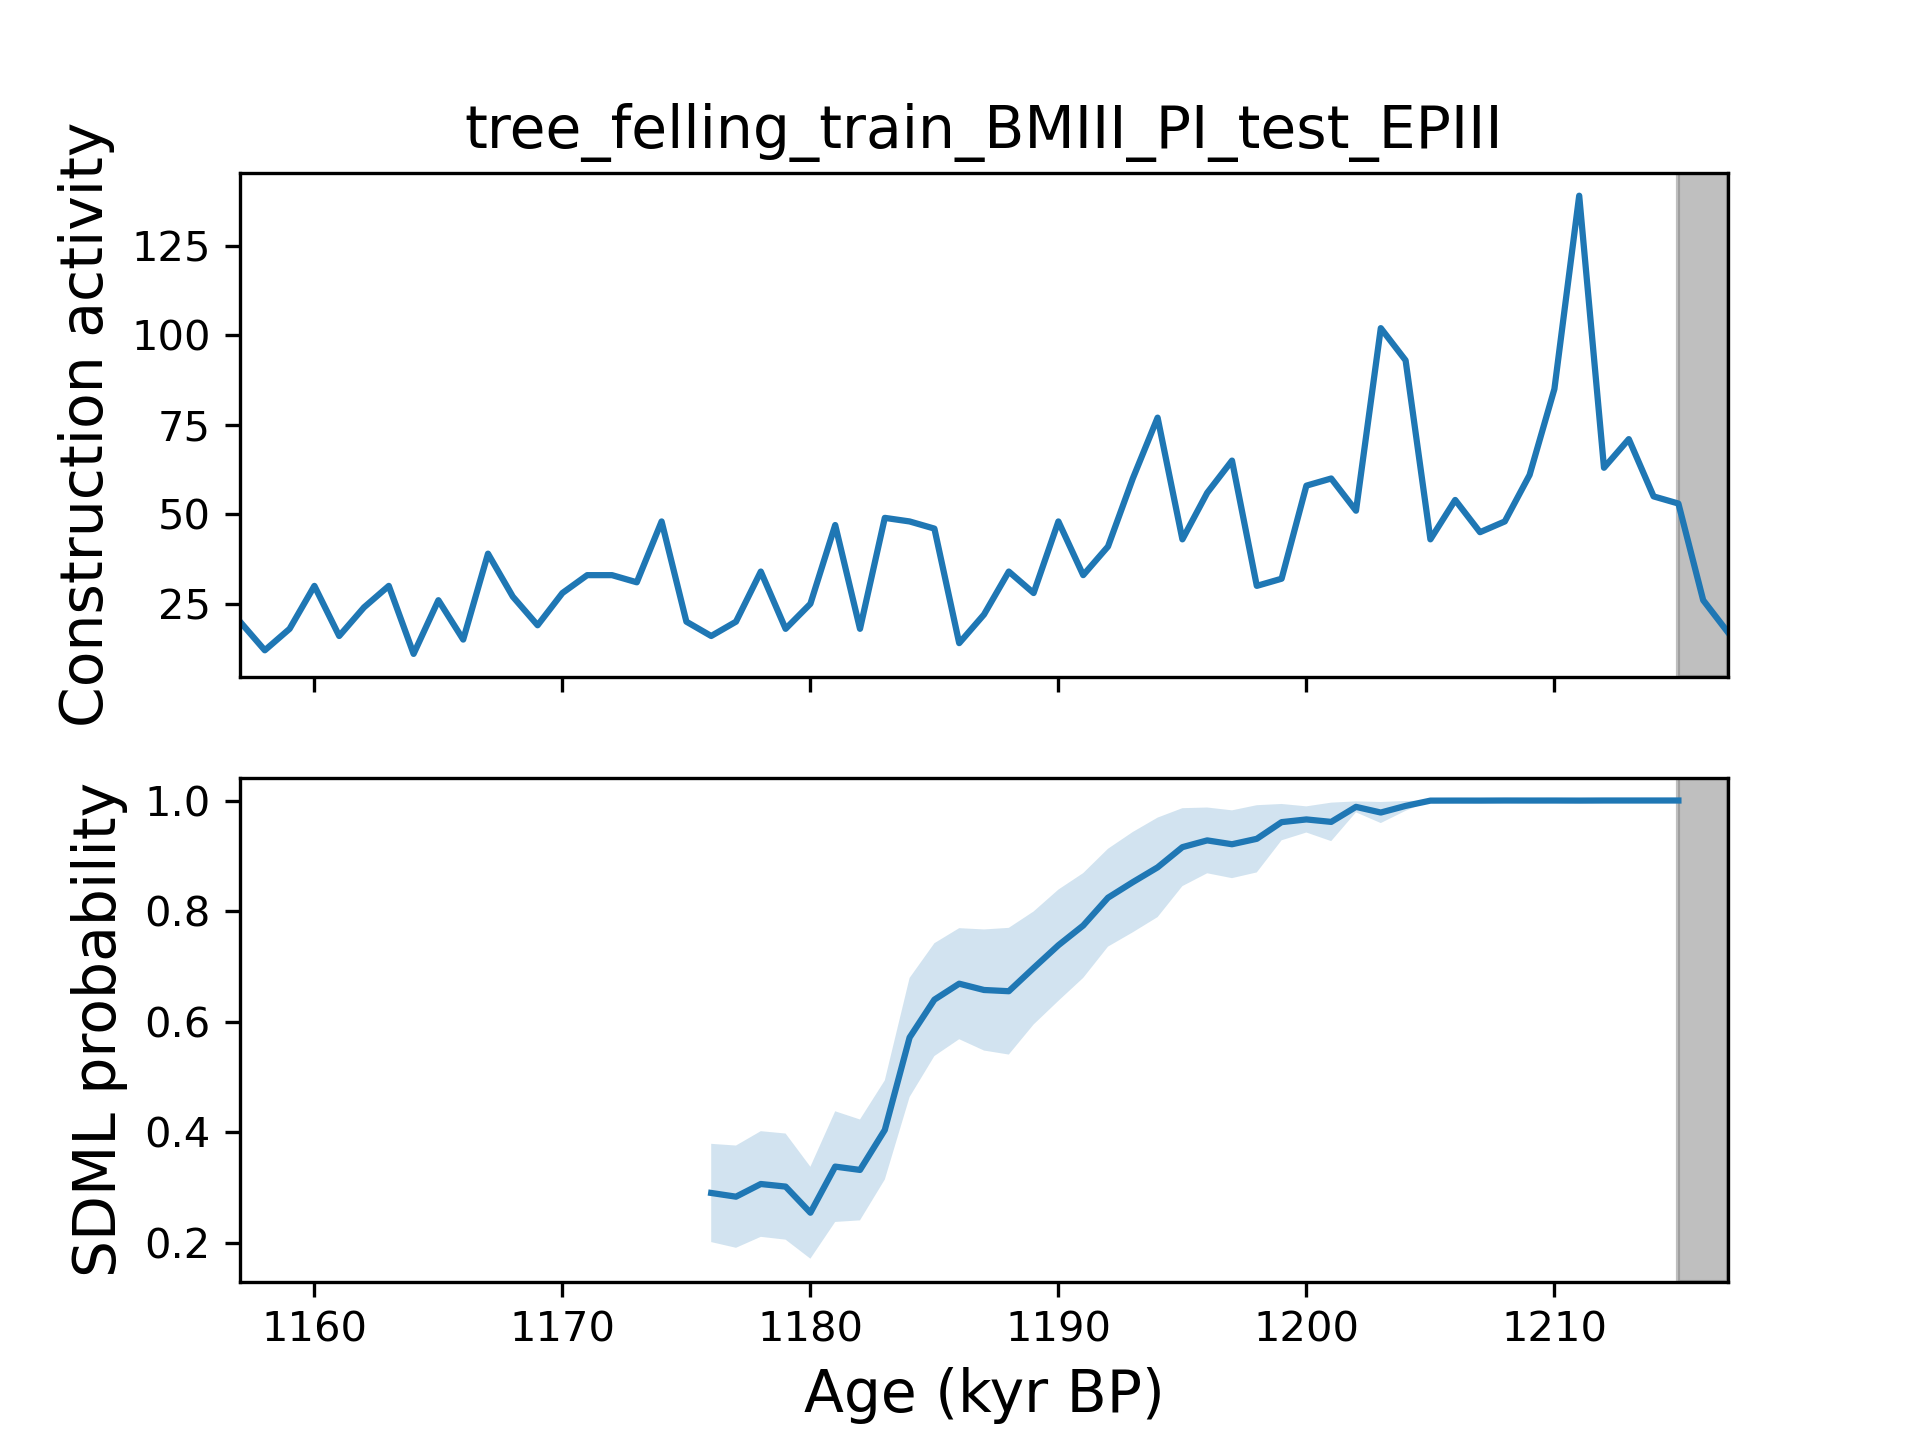 tree_felling_train_BMIII_PI_test_EPIII
Construction activity
125
100
75
50
25
SDML probability
1.0
0.8
0.6
0.4
0.2
1160 1170 1180 1190 1200 1210
Age (kyr BP)